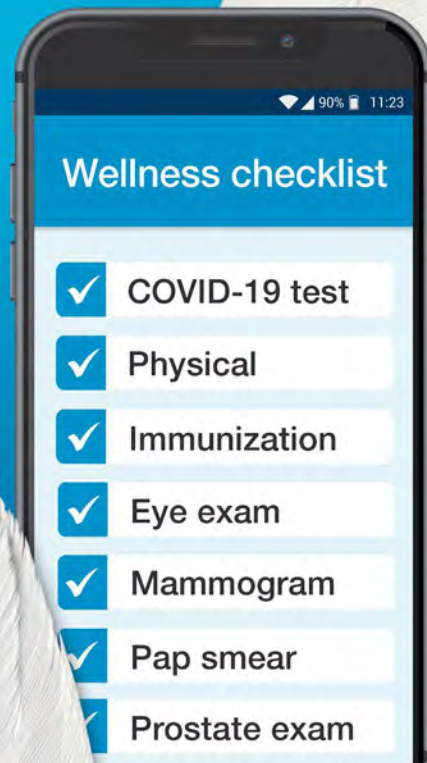 90% 11:23
Wellness checklist
COVID-19 test
Physical
Immunization
Eye exam
Mammogram
Pap smear
Prostate exam